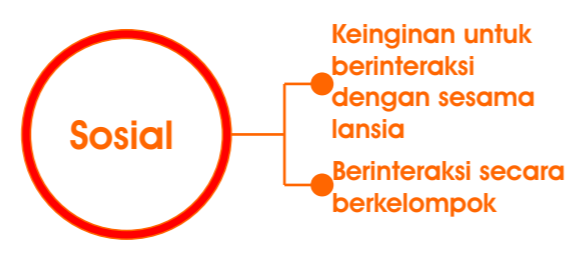 Sosial
Keinginan untuk
berinteraksi
dengan sesama
lansia
Berinteraksi secara
berkelompok